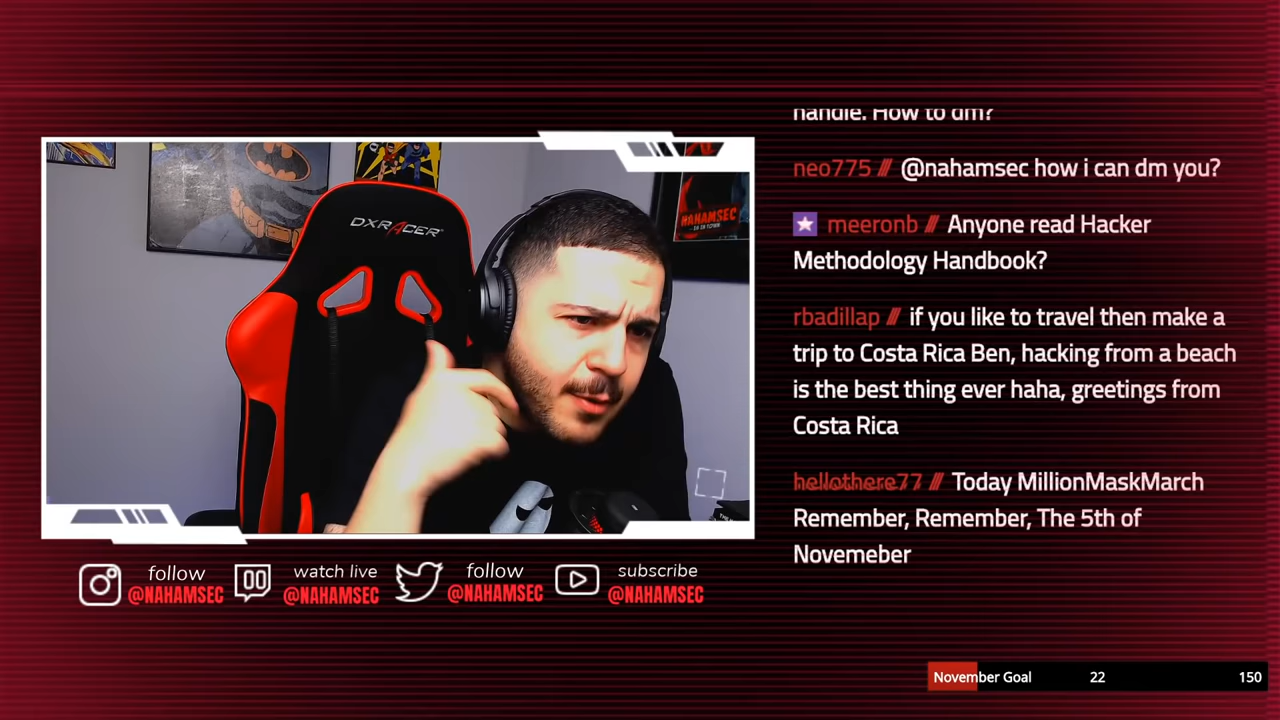 handle. How to dm?
neo775 /// @nahamsec how i can dm you?
meeronb /// Anyone read Hacker
Methodology Handbook?
rbadillap /// if you like to travel then make a
trip to Costa Rica Ben, hacking from a beach
is the best thing ever haha, greetings from
Costa Rica
hellothere77 /// Today MillionMaskMarch
Remember, Remember, The 5th of
Novemeber
DXRACER
NAHAMSEC
follow
@NAHAMSEC
watch live
@NAHAMSEC
follow
@NAHAMSEC
subscribe
@NAHAMSEC
November Goal 22 150